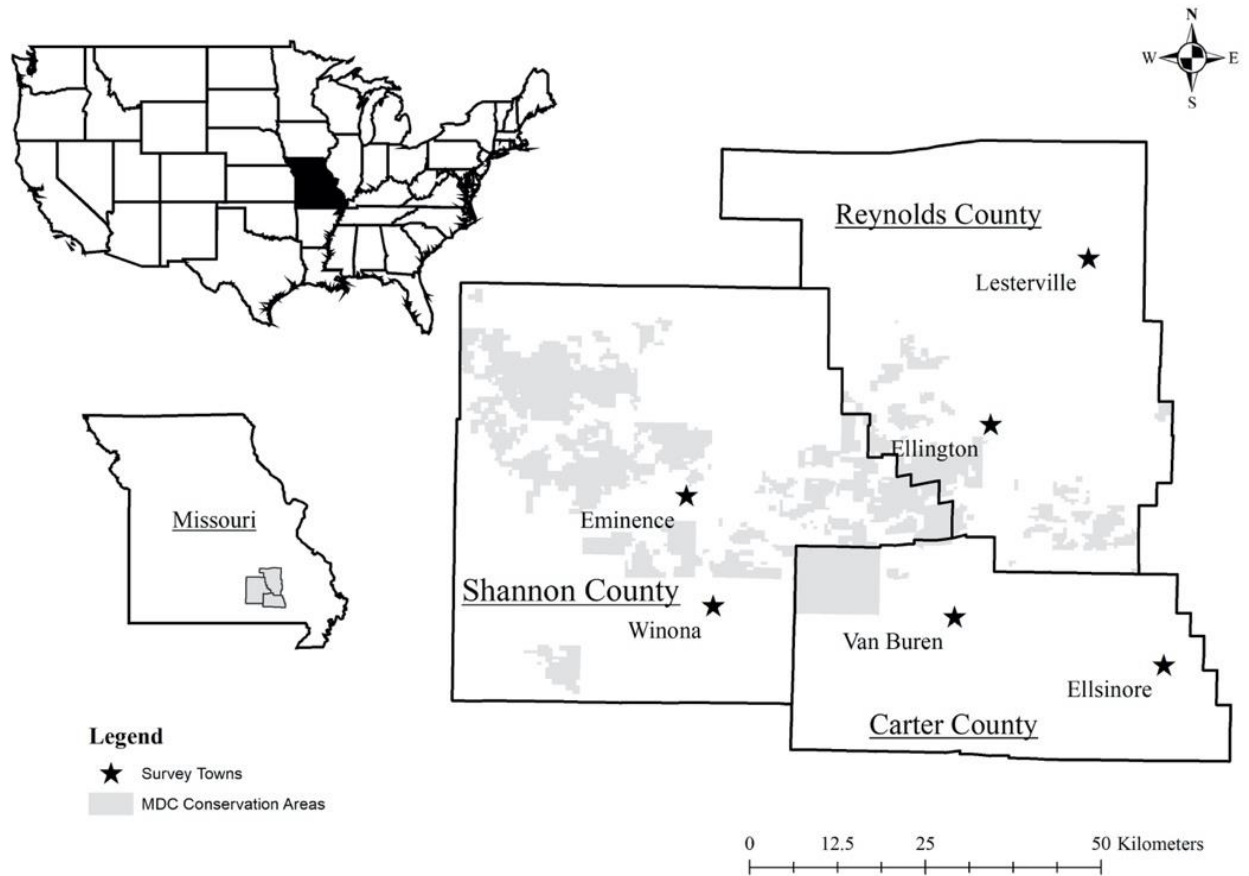 N
W E
S
Reynolds County
Lesterville
Ellington
Eminence
Missouri
Shannon County
Winona
Van Buren
Ellsinore
Carter County
Legend
Survey Towns
MDC Conservation Areas
0 12.5 25 50 Kilometers